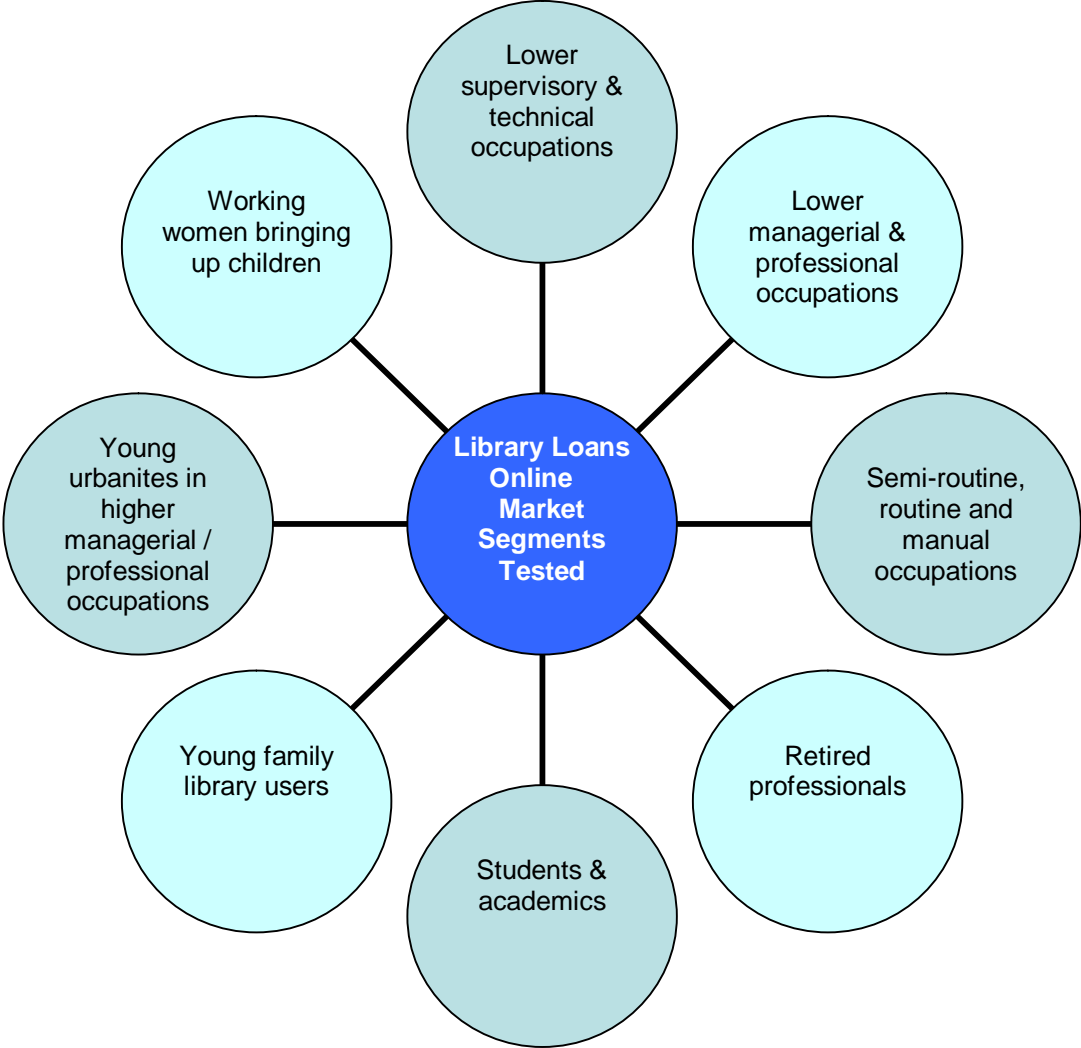 Lower
supervisory &
technical
occupations
Working
women bringing
up children
Lower
managerial &
professional
occupations
Young
urbanites in
higher
managerial /
professional
occupations
Library Loans
Online
Market
Segments
Tested
Semi-routine,
routine and
manual
occupations
Young family
library users
Retired
professionals
Students &
academics